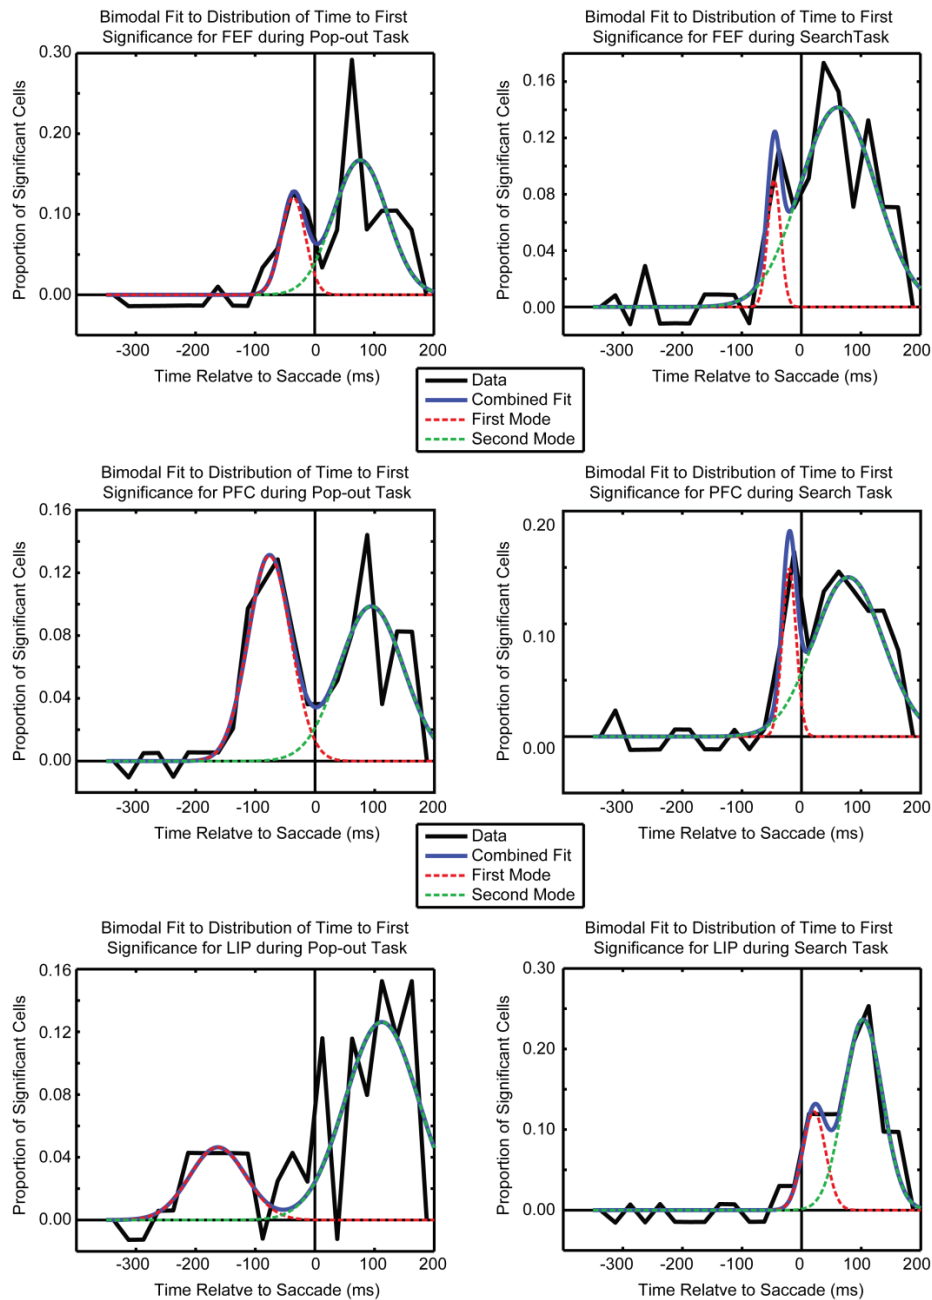 Bimodal Fit to Distribution of Time to First
Significance for FEF during Pop-out Task
0.30
0.20
0.10
0.00
Proportion of Significant Cells
-300 -200 -100 0 100 200
Time Relatve to Saccade (ms)
Bimodal Fit to Distribution of Time to First
Significance for FEF during SearchTask
0.16
0.12
0.08
0.04
0.00
Proportion of Significant Cells
-300 -200 -100 0 100 200
Time Relatve to Saccade (ms)
Data
Combined Fit
First Mode
Second Mode
Bimodal Fit to Distribution of Time to First
Significance for PFC during Pop-out Task
0.16
0.12
0.08
0.04
0.00
Proportion of Significant Cells
-300 -200 -100 0 100 200
Time Relatve to Saccade (ms)
Bimodal Fit to Distribution of Time to First
Significance for PFC during Search Task
0.20
0.10
0.00
Proportion of Significant Cells
-300 -200 -100 0 100 200
Time Relatve to Saccade (ms)
Data
Combined Fit
First Mode
Second Mode
Bimodal Fit to Distribution of Time to First
Significance for LIP during Pop-out Task
0.16
0.12
0.08
0.04
0.00
Proportion of Significant Cells
-300 -200 -100 0 100 200
Time Relatve to Saccade (ms)
Bimodal Fit to Distribution of Time to First
Significance for LIP during Search Task
0.30
0.20
0.10
0.00
Proportion of Significant Cells
-300 -200 -100 0 100 200
Time Relatve to Saccade (ms)